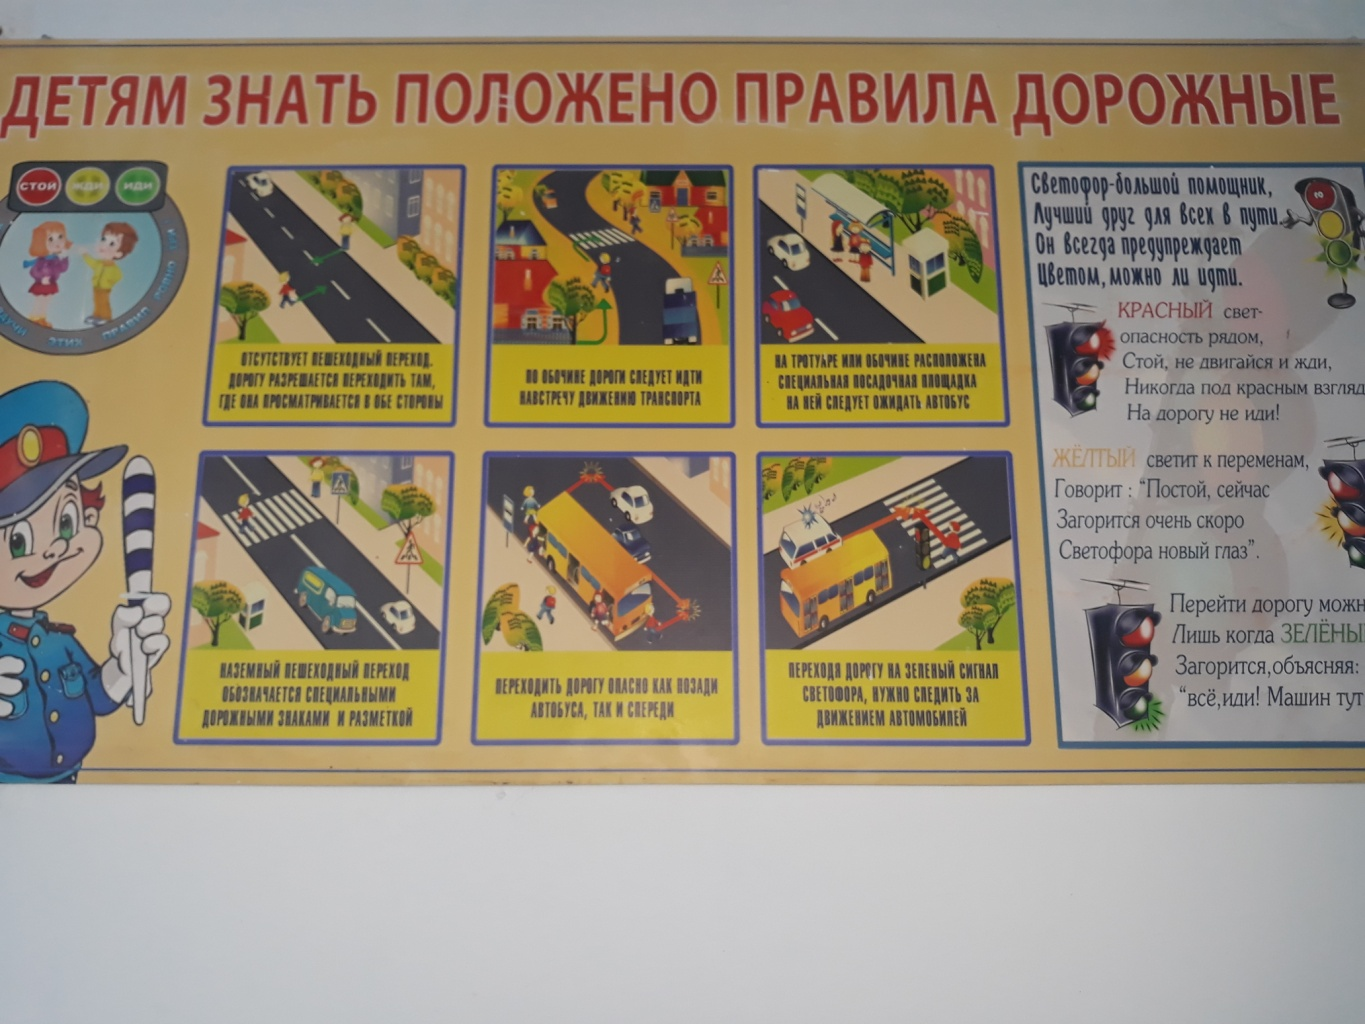 ДЕТЯМ ЗНАТЬ ПОЛОЖЕНО ПРАВИЛА ДОРОЖНЫЕ
СТОЙ ЖДИ ИДИ
ЭТИХ ПРАВИЛ
ОТСУТСТВУЕТ ПЕШЕХОДНЫЙ ПЕРЕХОД.
ДОРОГУ РАЗРЕШАЕТСЯ ПЕРЕХОДИТЬ ТАМ,
ГДЕ ОНА ПРОСМАТРИВАЕТСЯ В ОБЕ СТОРОНЫ
ПО ОБОЧИНЕ ДОРОГИ СЛЕДУЕТ ИДТИ
НАВСТРЕЧУ ДВИЖЕНИЮ ТРАНСПОРТА
НА ТРОТУАРЕ ИЛИ ОБОЧИНЕ РАСПОЛОЖЕНА
СПЕЦИАЛЬНАЯ ПОСАДОЧНАЯ ПЛОЩАДКА
НА НЕЙ СЛЕДУЕТ ОЖИДАТЬ АВТОБУС
НАЗЕМНЫЙ ПЕШЕХОДНЫЙ ПЕРЕХОД
ОБОЗНАЧАЕТСЯ СПЕЦИАЛЬНЫМИ
ДОРОЖНЫМИ ЗНАКАМИ И РАЗМЕТКОЙ
ПЕРЕХОДИТЬ ДОРОГУ ОПАСНО КАК ПОЗАДИ
АВТОБУСА, ТАК И СПЕРЕДИ
ПЕРЕХОДЯ ДОРОГУ НА ЗЕЛЕНЫЙ СИГНАЛ
СВЕТОФОРА, НУЖНО СЛЕДИТЬ ЗА
ДВИЖЕНИЕМ АВТОМОБИЛЕЙ
Светофор-большой помощник,
Лучший друг для всех в пути.
Он всегда предупреждает
Цветом, можно ли идти.
КРАСНЫЙ свет-
опасность рядом,
Стой, не двигайся и жди,
Никогда под красным взгляд
На дорогу не иди!
ЖЁЛТЫЙ светит к переменам,
Говорит : "Постой, сейчас
Загорится очень скоро
Светофора новый глаз".
Перейти дорогу можн
Лишь когда ЗЕЛЁНЫ
Загорится, объясняя:
"всё, иди! Машин тут